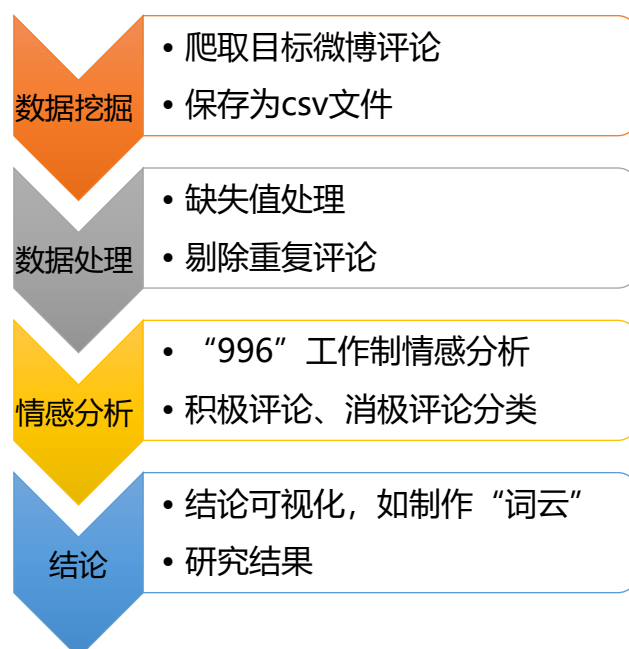 数据挖掘
• 爬取目标微博评论
• 保存为csv文件
数据处理
• 缺失值处理
• 剔除重复评论
情感分析
• “996”工作制情感分析
• 积极评论、消极评论分类
结论
• 结论可视化，如制作“词云”
• 研究结果